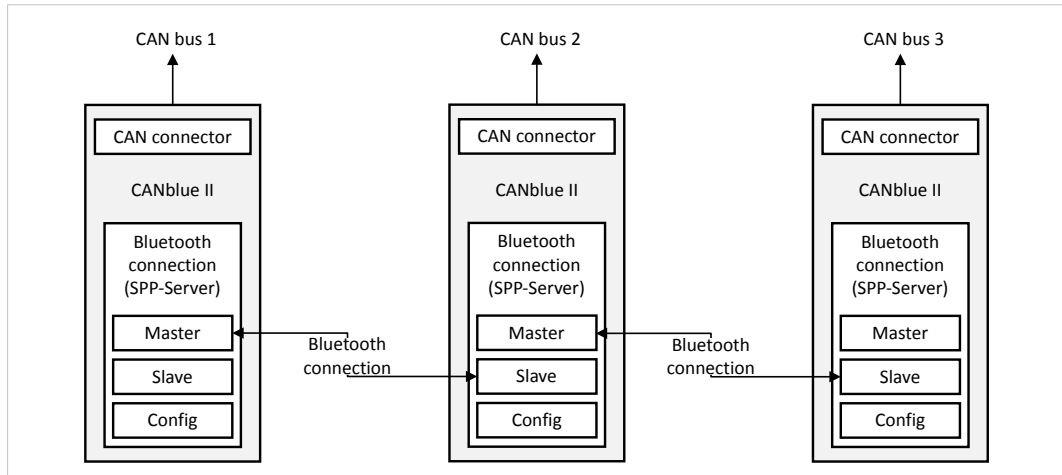 CAN bus 1
CAN bus 2
CAN bus 3
CAN connector
CAN connector
CAN connector
CANblue II
CANblue II
CANblue II
Bluetooth
connection
(SPP-Server)
Bluetooth
connection
(SPP-Server)
Bluetooth
connection
(SPP-Server)
Master
Master
Master
Bluetooth
connection
Bluetooth
connection
Slave
Slave
Slave
Config
Config
Config